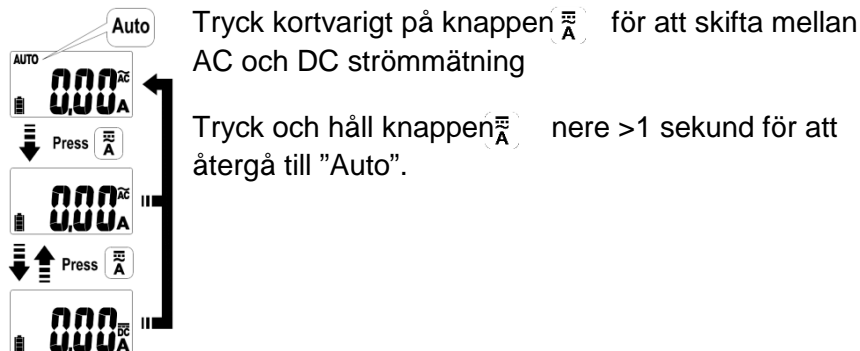 Auto
AUTO
0.00 AC A
Press A
0.00 AC A
Press A
0.00 DC A
Tryck kortvarigt på knappen A för att skifta mellan
AC och DC strömmätning
Tryck och håll knappen A nere >1 sekund för att
återgå till ”Auto”.